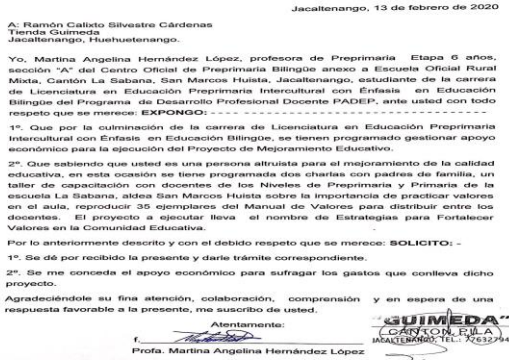 Jacaltenango, 13 de febrero de 2020
A: Ramón Calixto Silvestre Cárdenas
Tienda Guimeda
Jacaltenango, Huehuetenango.
Yo, Martina Angelina Hernández López, profesora de Preprimaria Etapa 6 años,
sección "A" del Centro Oficial de Preprimaria Bilingüe anexo a Escuela Oficial Rural
Mixta, Cantón La Sabana, San Marcos Huista, Jacaltenango, estudiante de la carrera
de Licenciatura en Educación Preprimaria Intercultural con Énfasis en Educación
Bilingüe del Programa de Desarrollo Profesional Docente PADEP, ante usted con todo
respeto que se merece: EXPONGO: - - - - - - - - - - - - - - - - - - - - - - - - - - - - - -
1º. Que por la culminación de la carrera de Licenciatura en Educación Preprimaria
Intercultural con Énfasis en Educación Bilingüe, se tienen programado gestionar apoyo
económico para la ejecución del Proyecto de Mejoramiento Educativo.
2º. Que sabiendo que usted es una persona altruista para el mejoramiento de la calidad
educativa, en esta ocasión se tiene programada dos charlas con padres de familia, un
taller de capacitación con docentes de los Niveles de Preprimaria y Primaria de la
escuela La Sabana, aldea San Marcos Huista sobre la importancia de practicar valores
en el aula, reproducir 35 ejemplares del Manual de Valores para distribuir entre los
docentes. El proyecto a ejecutar lleva el nombre de Estrategias para Fortalecer
Valores en la Comunidad Educativa.
Por lo anteriormente descrito y con el debido respeto que se merece: SOLICITO: -
1º. Se dé por recibido la presente y darle trámite correspondiente.
2º. Se me conceda el apoyo económico para sufragar los gastos que conlleva dicho
proyecto.
Agradeciéndole su fina atención, colaboración, comprensión y en espera de una
respuesta favorable a la presente, me suscribo de usted.
Atentamente:
f.
Profa. Martina Angelina Hernández López
"GUIMEDA"
CANTON PILA
JACALTENANGO, TEL.: 77632794